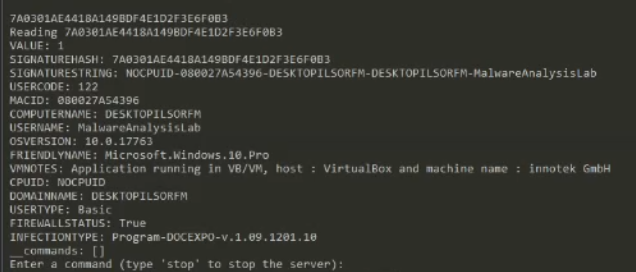 7A0301AE4418A149BDF4E1D2F3E6F0B3
Reading 7A0301AE4418A149BDF4E1D2F3E6F0B3
VALUE: 1
SIGNATUREHASH: 7A0301AE4418A149BDF4E1D2F3E6F0B3
SIGNATURESTRING: NOCPUID-080027A54396-DESKTOPILSORFM-DESKTOPILSORFM-MalwareAnalysisLab
USERCODE: 122
MACID: 080027A54396
COMPUTERNAME: DESKTOPILSORFM
USERNAME: MalwareAnalysisLab
OSVERSION: 10.0.17763
FRIENDLYNAME: Microsoft.Windows.10.Pro
VMNOTES: Application running in VB/VM, host : VirtualBox and machine name : innotek GmbH
CPUID: NOCPUID
DOMAINNAME: DESKTOPILSORFM
USERTYPE: Basic
FIREWALLSTATUS: True
INFECTIONTYPE: Program-DOCEXPO-v.1.09.1201.10
__commands: []
Enter a command (type 'stop' to stop the server):